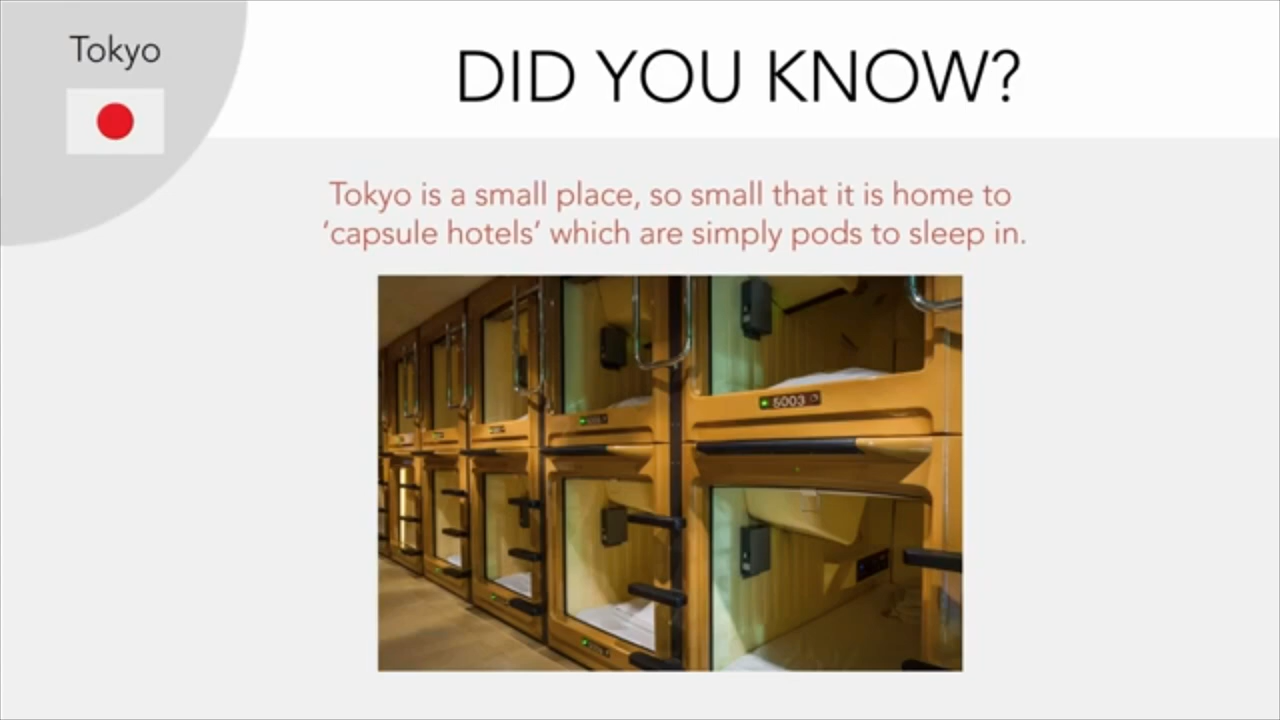 Tokyo
DID YOU KNOW?
Tokyo is a small place, so small that it is home to
‘capsule hotels’ which are simply pods to sleep in.
5003